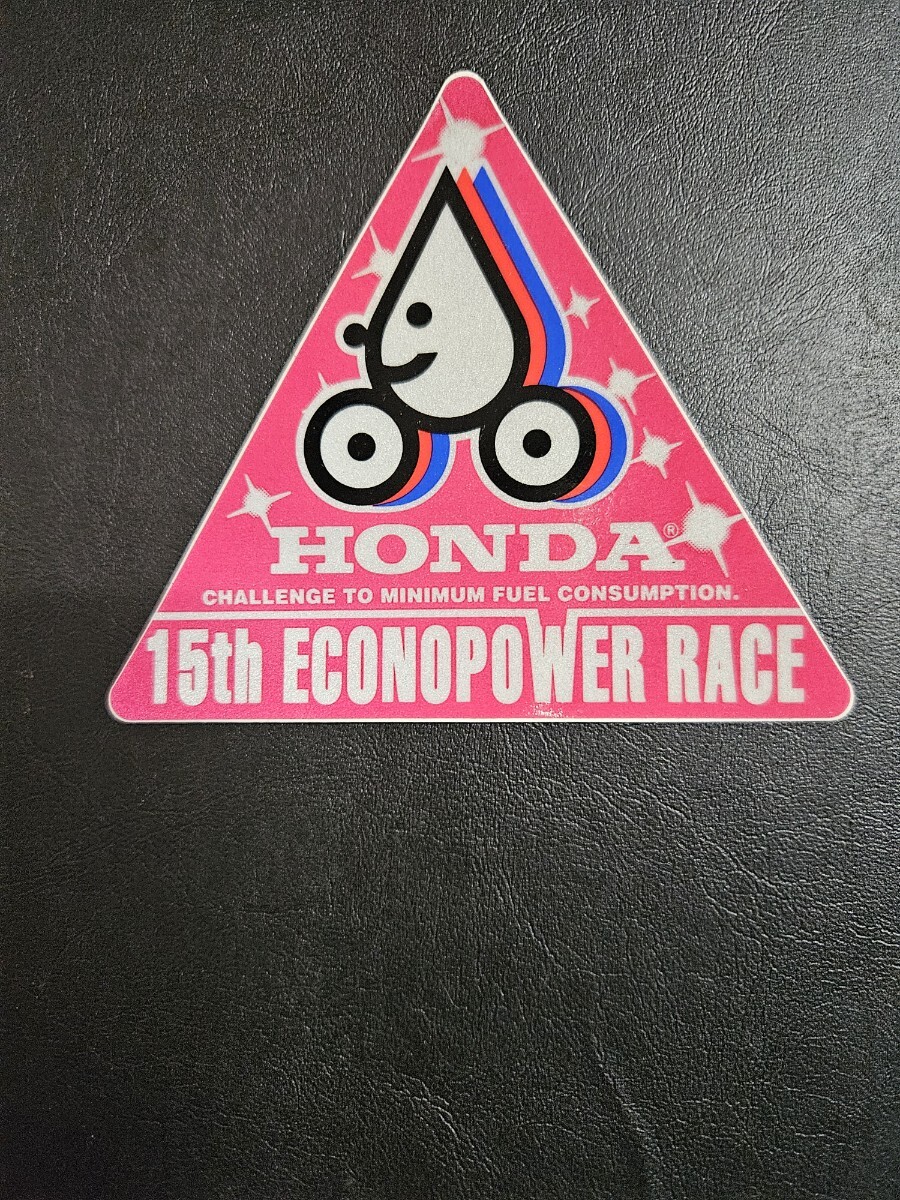 HONDA®
CHALLENGE TO MINIMUM FUEL CONSUMPTION.
15th ECONOPOWER RACE